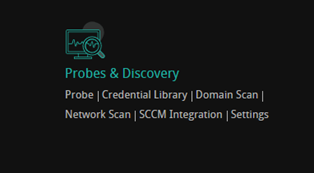 Probes & Discovery
Probe | Credential Library | Domain Scan |
Network Scan | SCCM Integration | Settings